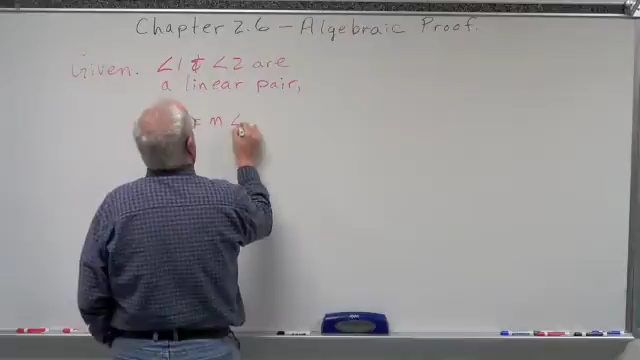 Chapter 2.6 – Algebraic Proof.
Given: ∠1 & ∠2 are
a linear pair,
m ∠